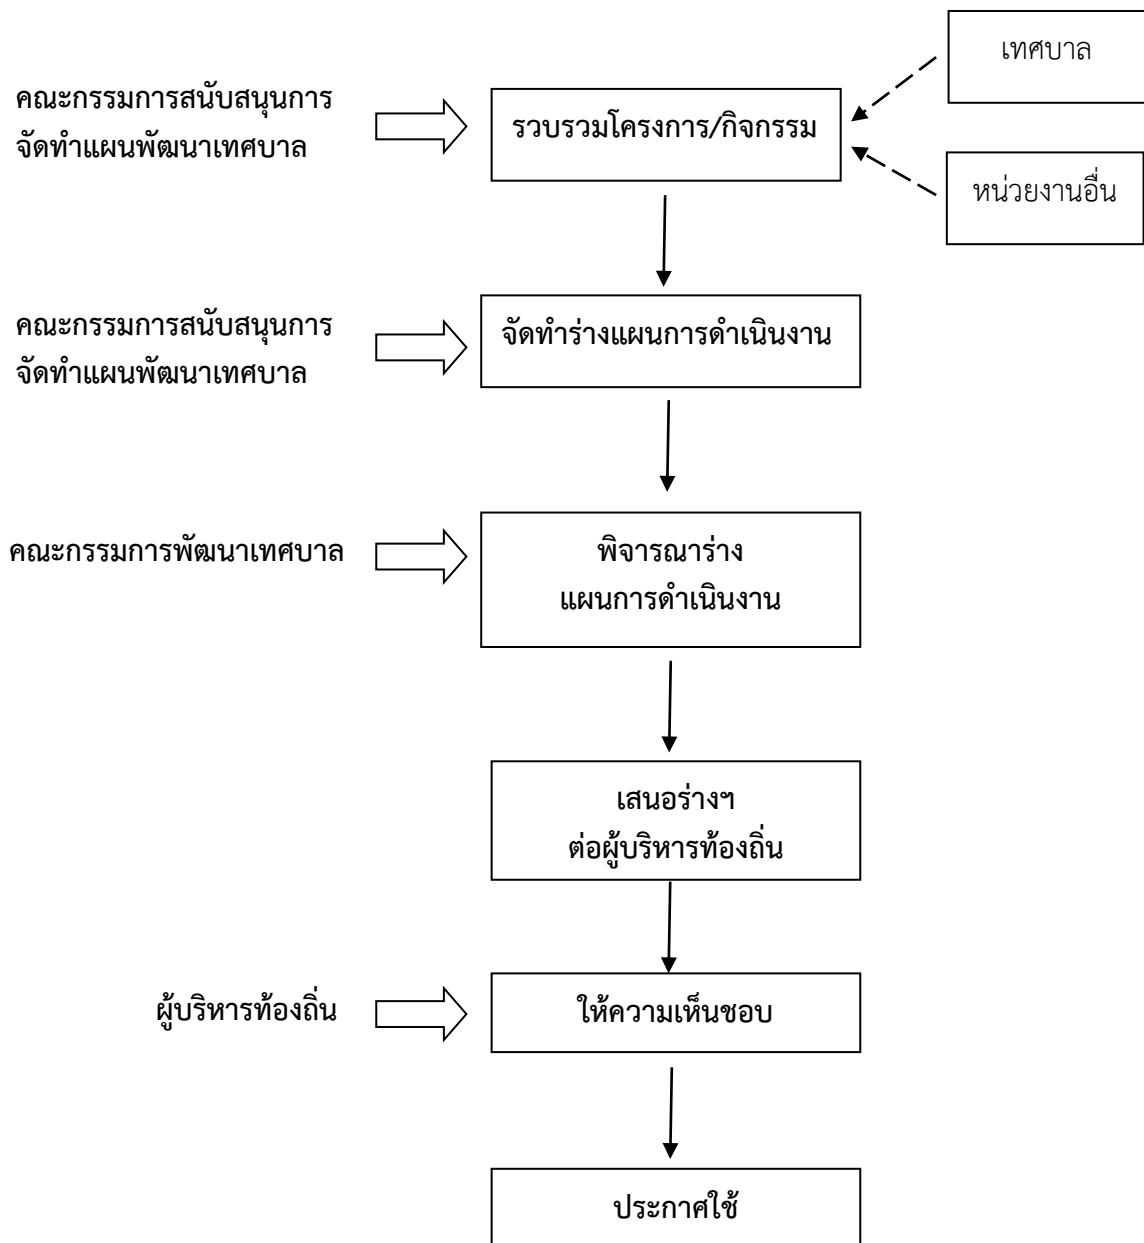 เทศบาล
คณะกรรมการสนับสนุนการ
จัดทำแผนพัฒนาเทศบาล
รวบรวมโครงการ/กิจกรรม
หน่วยงานอื่น
คณะกรรมการสนับสนุนการ
จัดทำแผนพัฒนาเทศบาล
จัดทำร่างแผนการดำเนินงาน
คณะกรรมการพัฒนาเทศบาล
พิจารณาร่าง
แผนการดำเนินงาน
เสนอร่างฯ
ต่อผู้บริหารท้องถิ่น
ผู้บริหารท้องถิ่น
ให้ความเห็นชอบ
ประกาศใช้